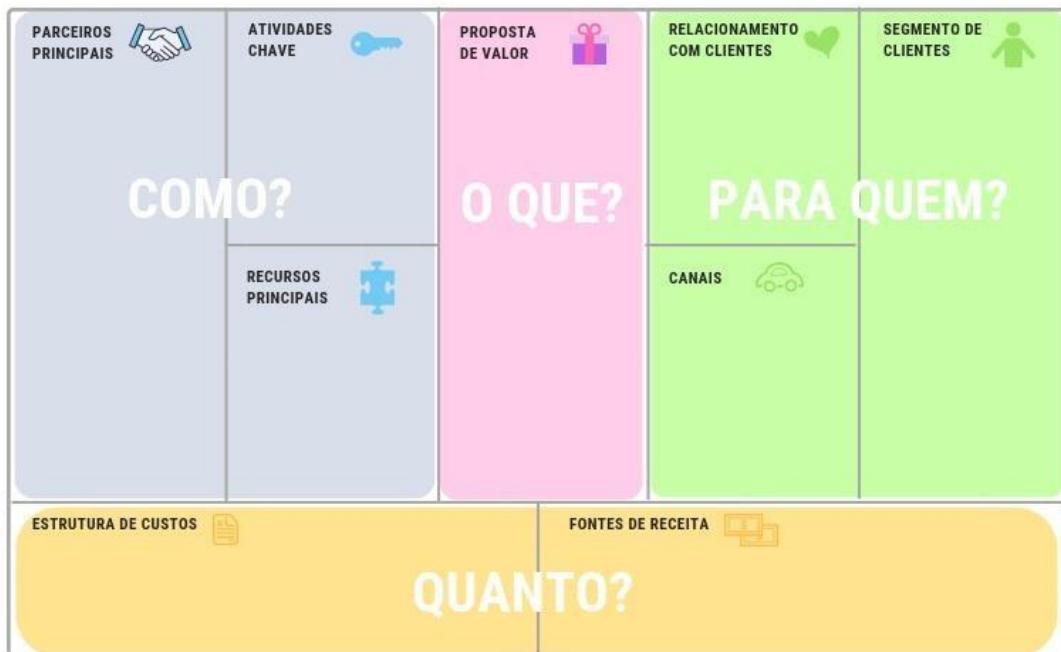 PARCEIROS
PRINCIPAIS
ATIVIDADES
CHAVE
RECURSOS
PRINCIPAIS
COMO?
PROPOSTA
DE VALOR
O QUE?
RELACIONAMENTO
COM CLIENTES
SEGMENTO DE
CLIENTES
PARA QUEM?
CANAIS
ESTRUTURA DE CUSTOS
FONTES DE RECEITA
QUANTO?